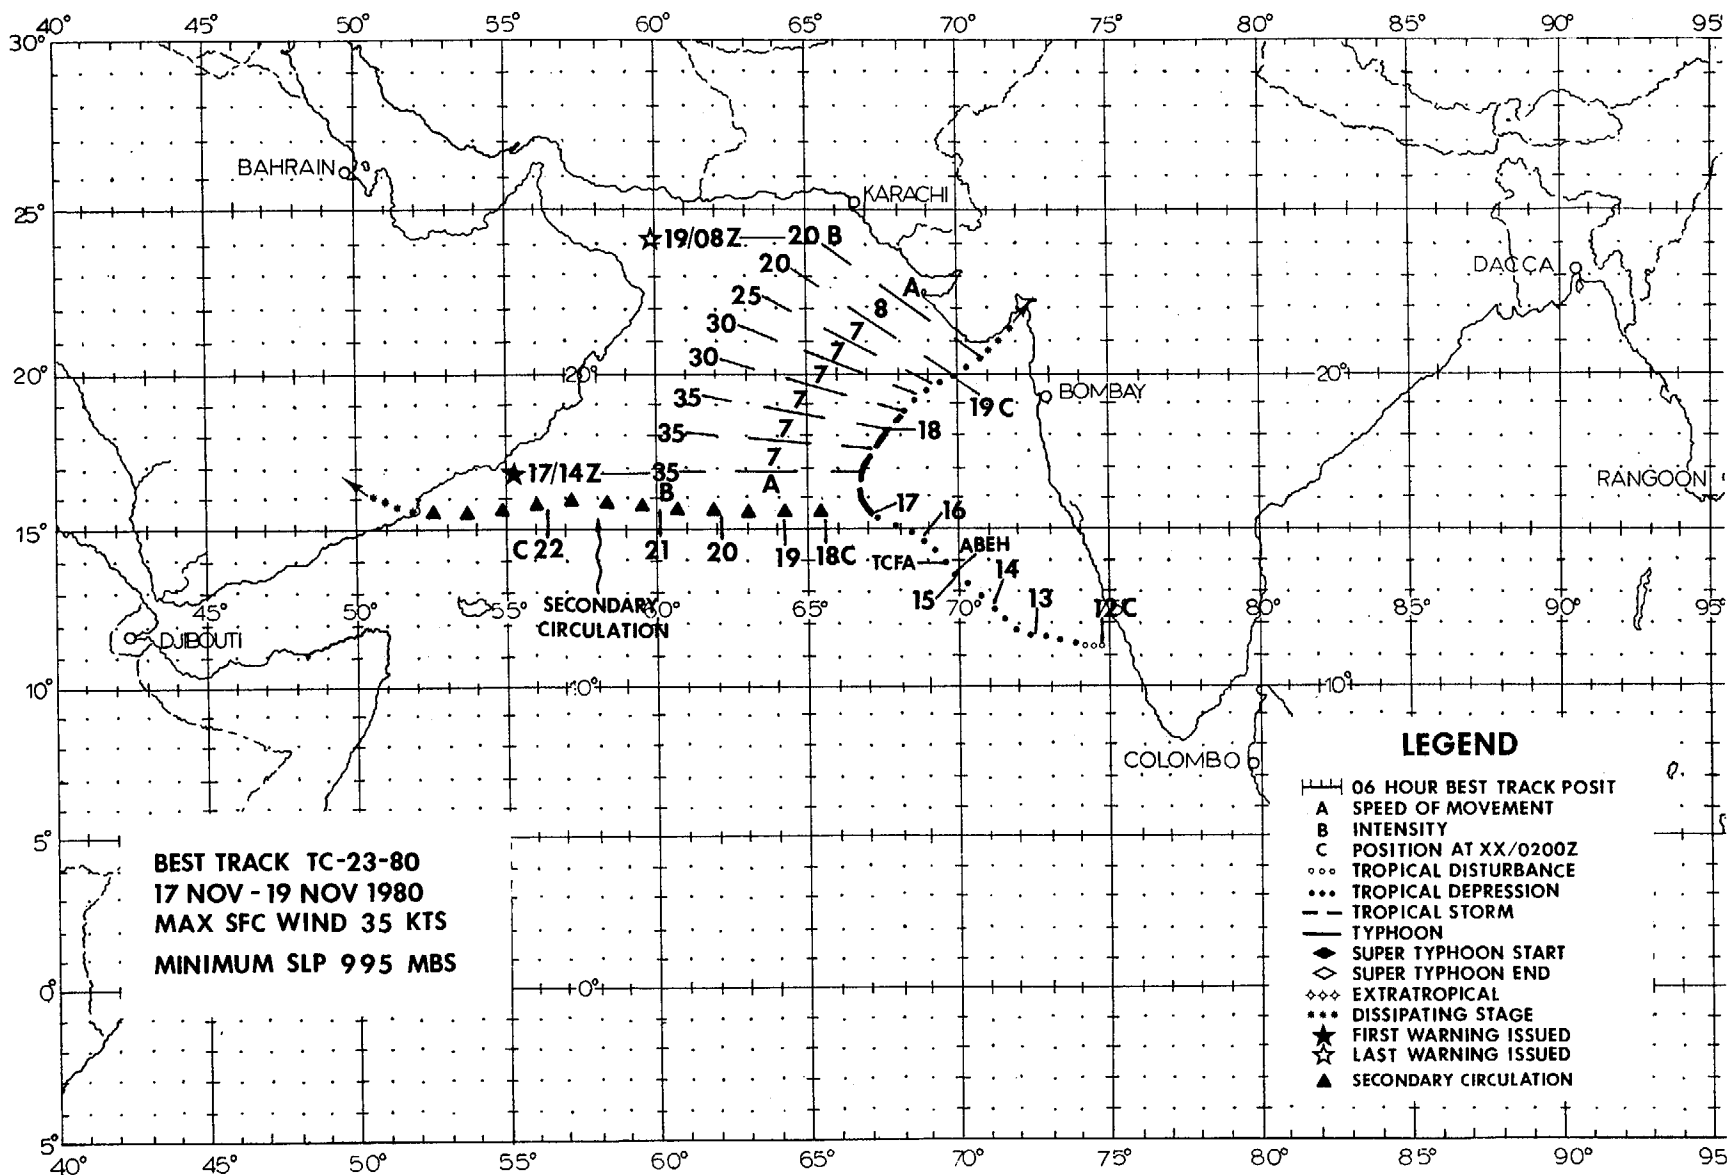 40° 45° 50° 55° 60° 65° 70° 75° 80° 85° 90° 95°
30°
BAHRAIN
KARACHI
25°
19/08Z 20 B
DACCA
20
A
25
8
30
7
7
30
7
20° 20° 20°
35
7
19C
BOMBAY
35
7
18
17/14Z 35
7
RANGOON
B
A
17
16
15°
C 22 21 20 19 18C
ABEH
TCFA
14
15
13
12C
45° 50° 55° 60° 65° 70° 75° 80° 85° 90° 95°
SECONDARY
CIRCULATION
DJIBOUTI
10° 10° 10°
COLOMBO
LEGEND
06 HOUR BEST TRACK POSIT
A SPEED OF MOVEMENT
B INTENSITY
C POSITION AT XX/0200Z
TROPICAL DISTURBANCE
TROPICAL DEPRESSION
TROPICAL STORM
TYPHOON
SUPER TYPHOON START
SUPER TYPHOON END
EXTRATROPICAL
DISSIPATING STAGE
FIRST WARNING ISSUED
LAST WARNING ISSUED
SECONDARY CIRCULATION
5° 5°
BEST TRACK TC-23-80
17 NOV - 19 NOV 1980
MAX SFC WIND 35 KTS
MINIMUM SLP 995 MBS
0° 0°
5°
40° 45° 50° 55° 60° 65° 70° 75° 80° 85° 90° 95